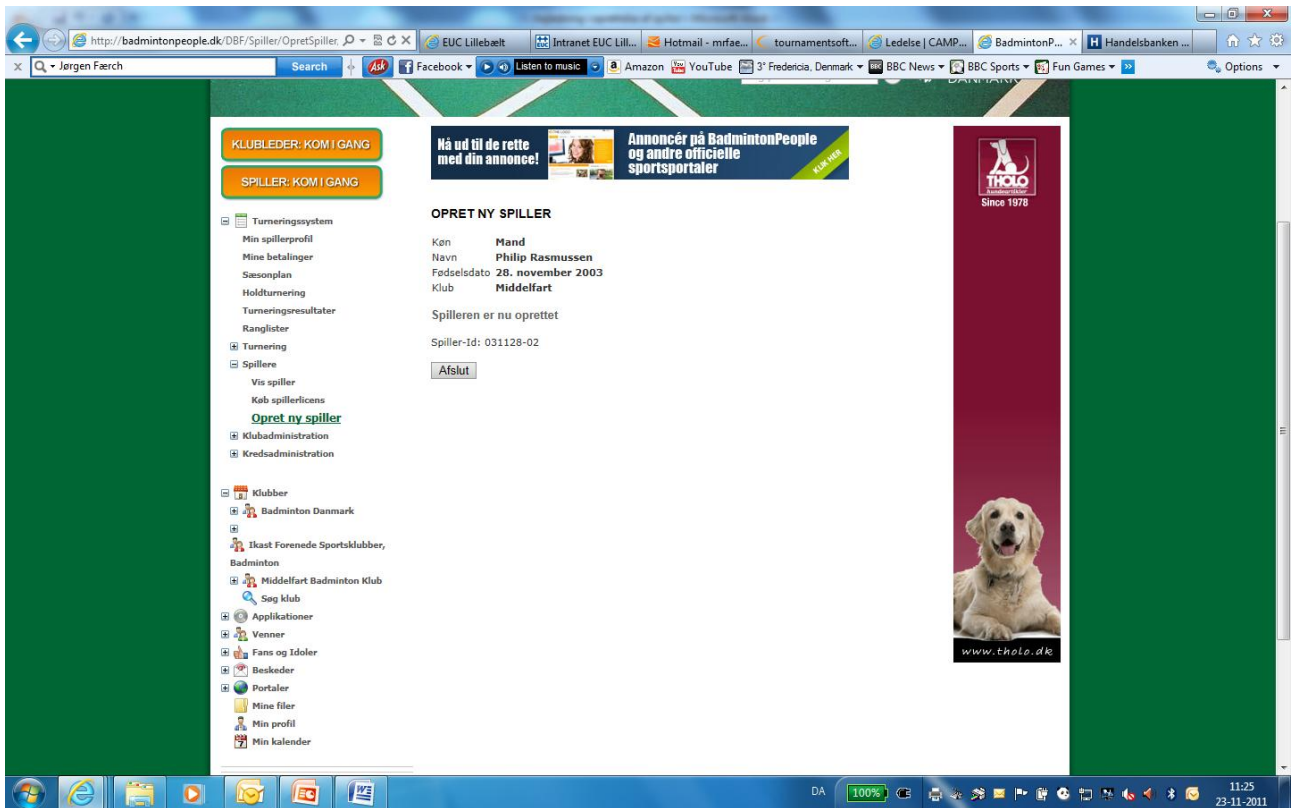 http://badmintonpeople.dk/DBF/Spiller/OpretSpiller.
EUC Lillebælt
Intranet EUC Lill...
Hotmail - mrfae...
tournamentsoft...
Ledelse | CAMP...
BadmintonP...
Handelsbanken ...
Jørgen Færch
Search
Ask
Facebook
Listen to music
Amazon
YouTube
3° Fredericia, Denmark
BBC News
BBC Sports
Fun Games
Options
DANMARK
KLUBLEDER: KOM I GANG
SPILLER: KOM I GANG
Turneringssystem
Min spillerprofil
Mine betalinger
Sæsonplan
Holdturnering
Turneringsresultater
Ranglister
Turnering
Spillere
Vis spiller
Køb spillerlicens
Opret ny spiller
Klubadministration
Kredsadministration
Klubber
Badminton Danmark
Ikast Forenede Sportsklubber,
Badminton
Middelfart Badminton Klub
Søg klub
Applikationer
Venner
Fans og Idoler
Beskeder
Portaler
Mine filer
Min profil
Min kalender
Nå ud til de rette
med din annonce!
Annoncér på BadmintonPeople
og andre officielle
sportsportaler
KLIK HER
OPRET NY SPILLER
Køn Mand
Navn Philip Rasmussen
Fødselsdato 28. november 2003
Klub Middelfart
Spilleren er nu oprettet
Spiller-Id: 031128-02
Afslut
THOLO
hundeartikler
Since 1978
www.tholo.dk
DA
100%
11:25
23-11-2011